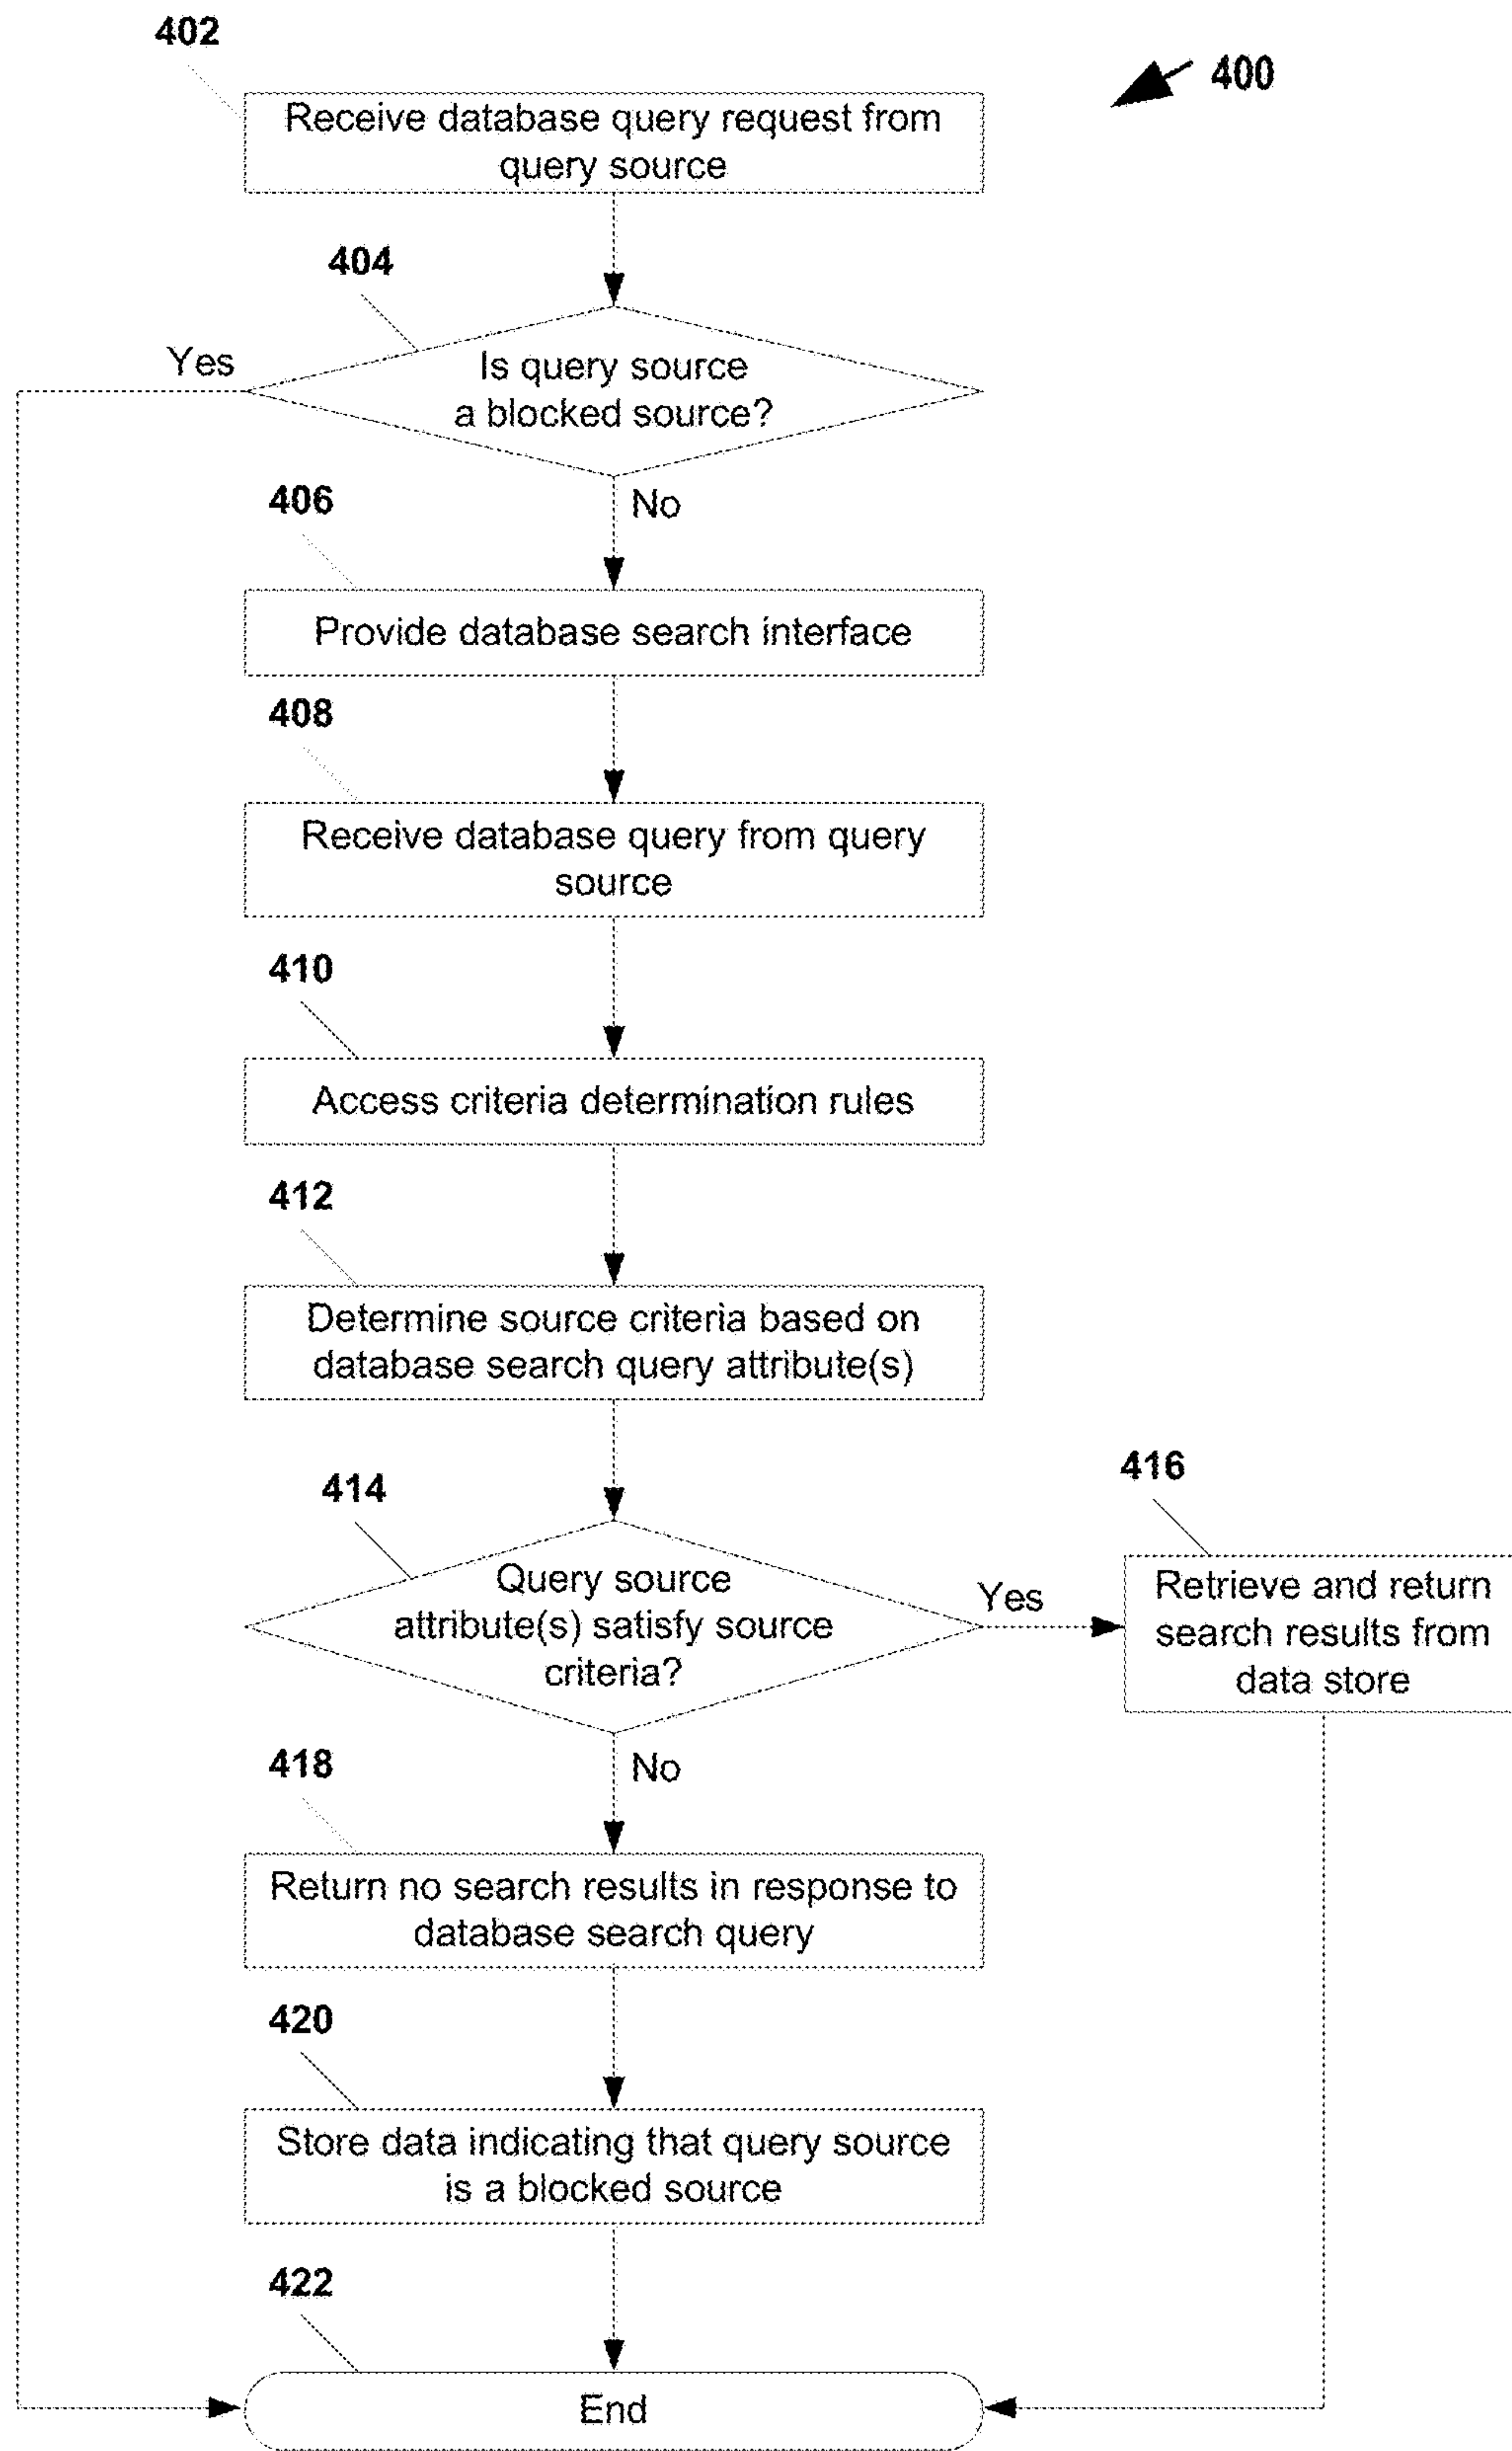 402
400
Receive database query request from
query source
404
Yes
Is query source
a blocked source?
No
406
Provide database search interface
408
Receive database query from query
source
410
Access criteria determination rules
412
Determine source criteria based on
database search query attribute(s)
414
416
Query source
attribute(s) satisfy source
criteria?
Yes
Retrieve and return
search results from
data store
No
418
Return no search results in response to
database search query
420
Store data indicating that query source
is a blocked source
422
End